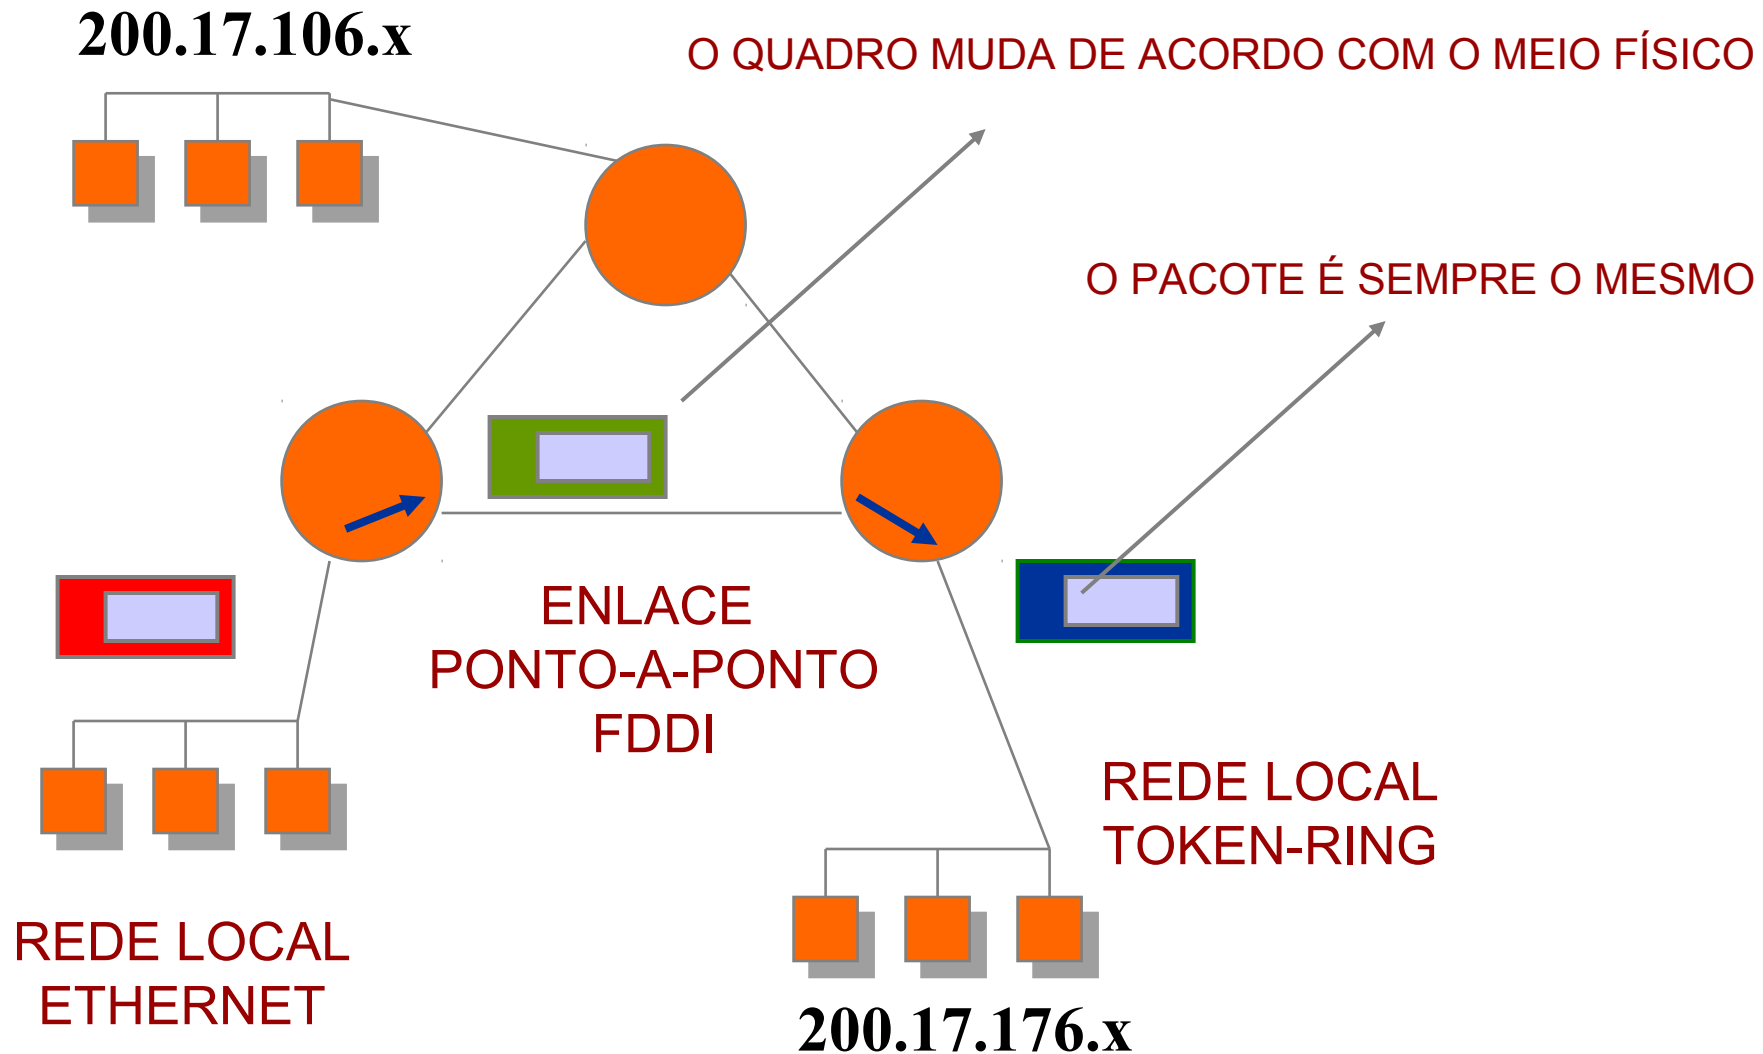 200.17.106.x
O QUADRO MUDA DE ACORDO COM O MEIO FÍSICO
O PACOTE É SEMPRE O MESMO
ENLACE
PONTO-A-PONTO
FDDI
REDE LOCAL
TOKEN-RING
REDE LOCAL
ETHERNET
200.17.176.x